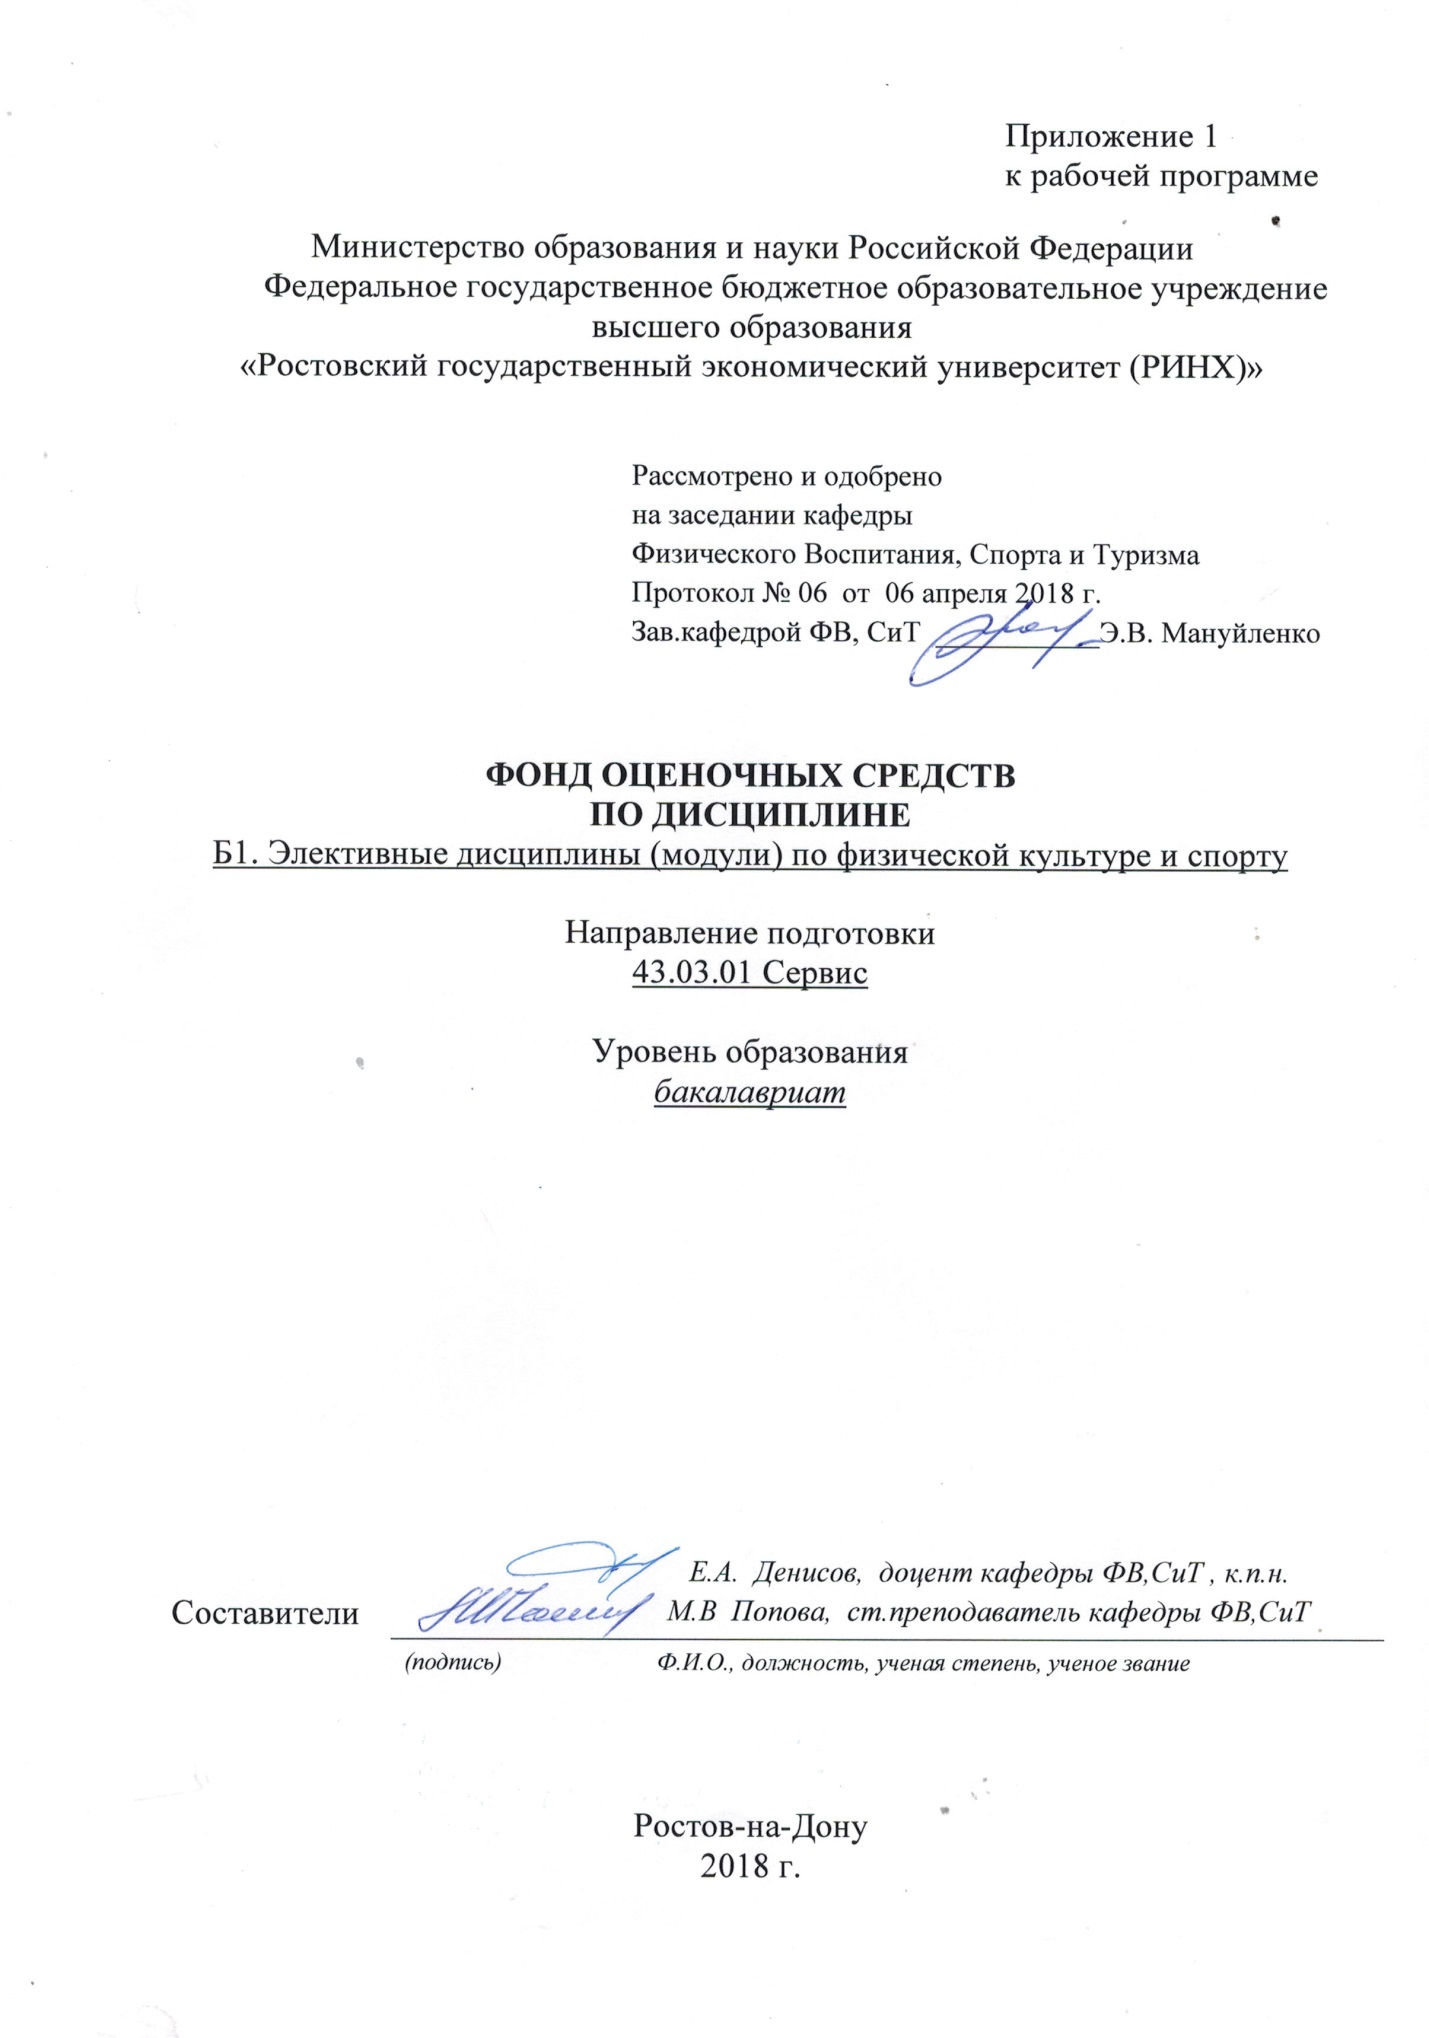 Приложение 1
к рабочей программе
Министерство образования и науки Российской Федерации
Федеральное государственное бюджетное образовательное учреждение
высшего образования
«Ростовский государственный экономический университет (РИНХ)»
Рассмотрено и одобрено
на заседании кафедры
Физического Воспитания, Спорта и Туризма
Протокол № 06 от 06 апреля 2018 г.
Зав.кафедрой ФВ, СиТ ___________Э.В. Мануйленко
ФОНД ОЦЕНОЧНЫХ СРЕДСТВ
ПО ДИСЦИПЛИНЕ
Б1. Элективные дисциплины (модули) по физической культуре и спорту
Направление подготовки
43.03.01 Сервис
Уровень образования
бакалавриат
Е.А. Денисов, доцент кафедры ФВ,СиТ , к.п.н.
Составители М.В Попова, ст.преподаватель кафедры ФВ,СиТ
(подпись) Ф.И.О., должность, ученая степень, ученое звание
Ростов-на-Дону
2018 г.